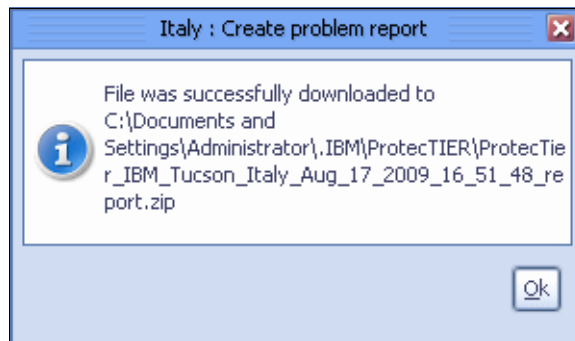 Italy : Create problem report
File was successfully downloaded to
C:\Documents and
Settings\Administrator\.IBM\ProtecTIER\ProtecTie
r_IBM_Tucson_Italy_Aug_17_2009_16_51_48_re
port.zip
Ok